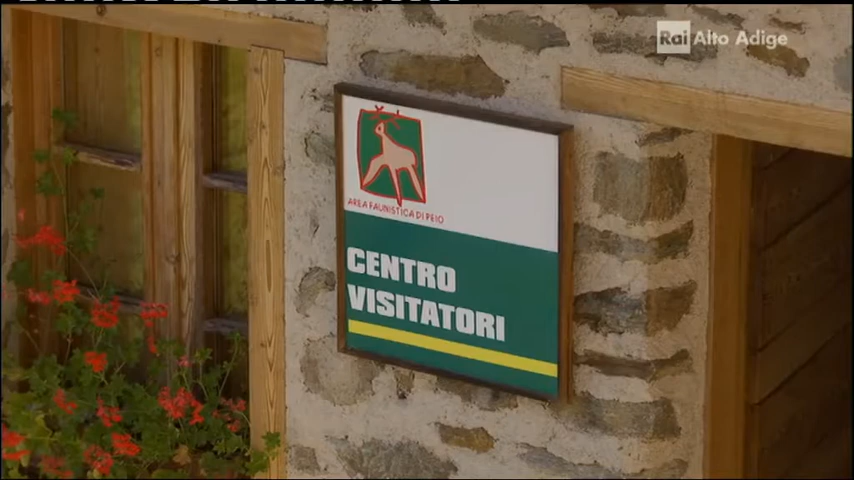 Rai Alto Adige
AREA FAUNISTICA DI PEIO
CENTRO
VISITATORI